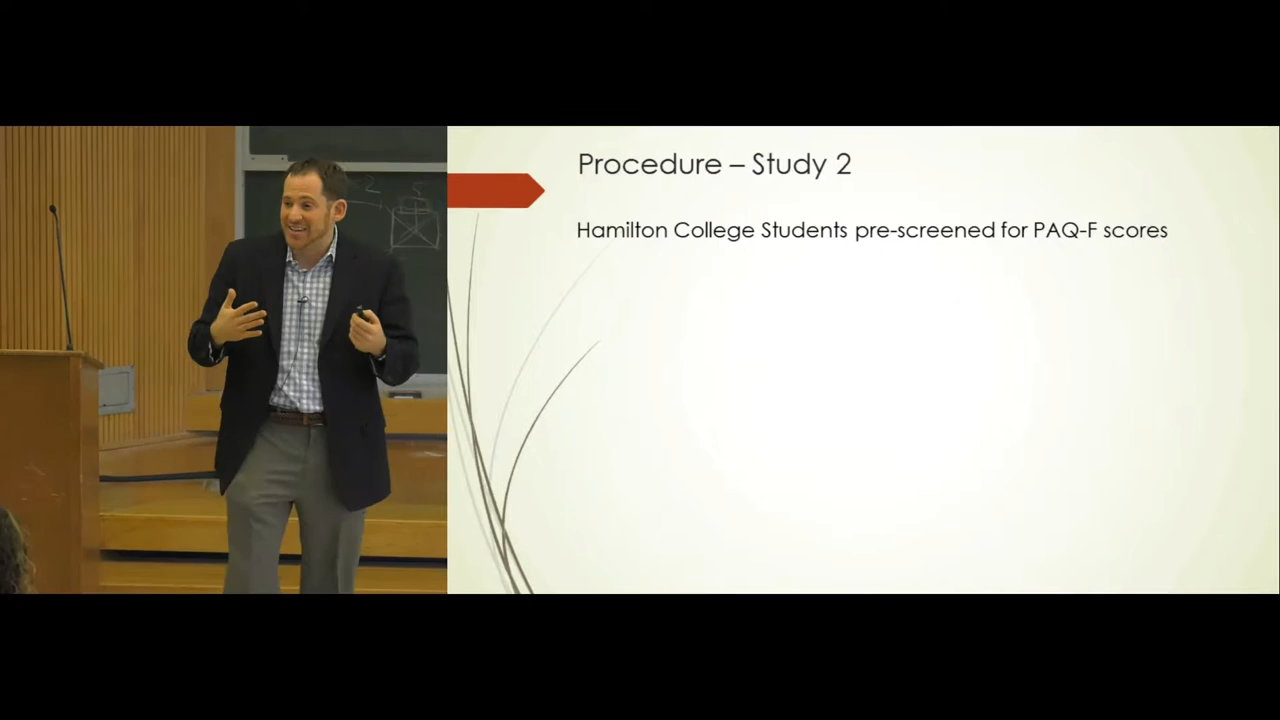 Procedure – Study 2
Hamilton College Students pre-screened for PAQ-F scores